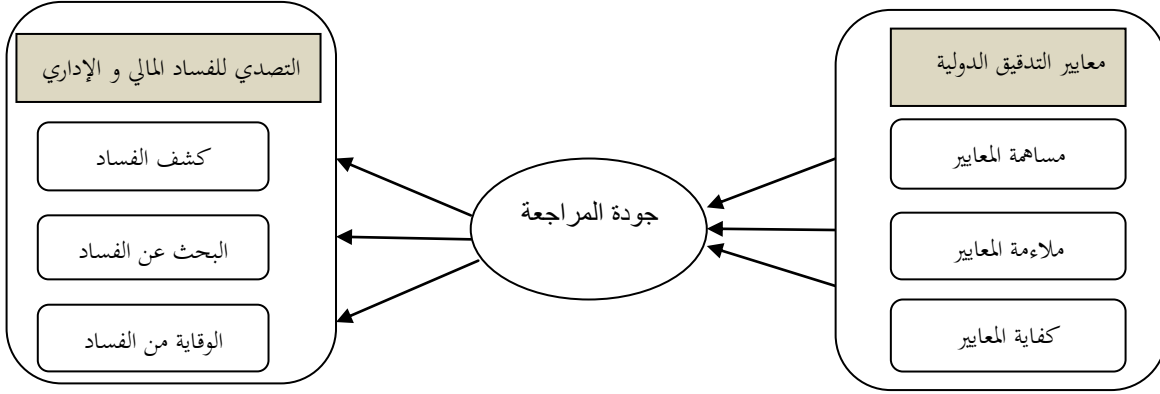 معايير التدقيق الدولية
مساهمة المعايير
ملاءمة المعايير
كفاية المعايير
جودة المراجعة
التصدي للفساد المالي و الإداري
كشف الفساد
البحث عن الفساد
الوقاية من الفساد